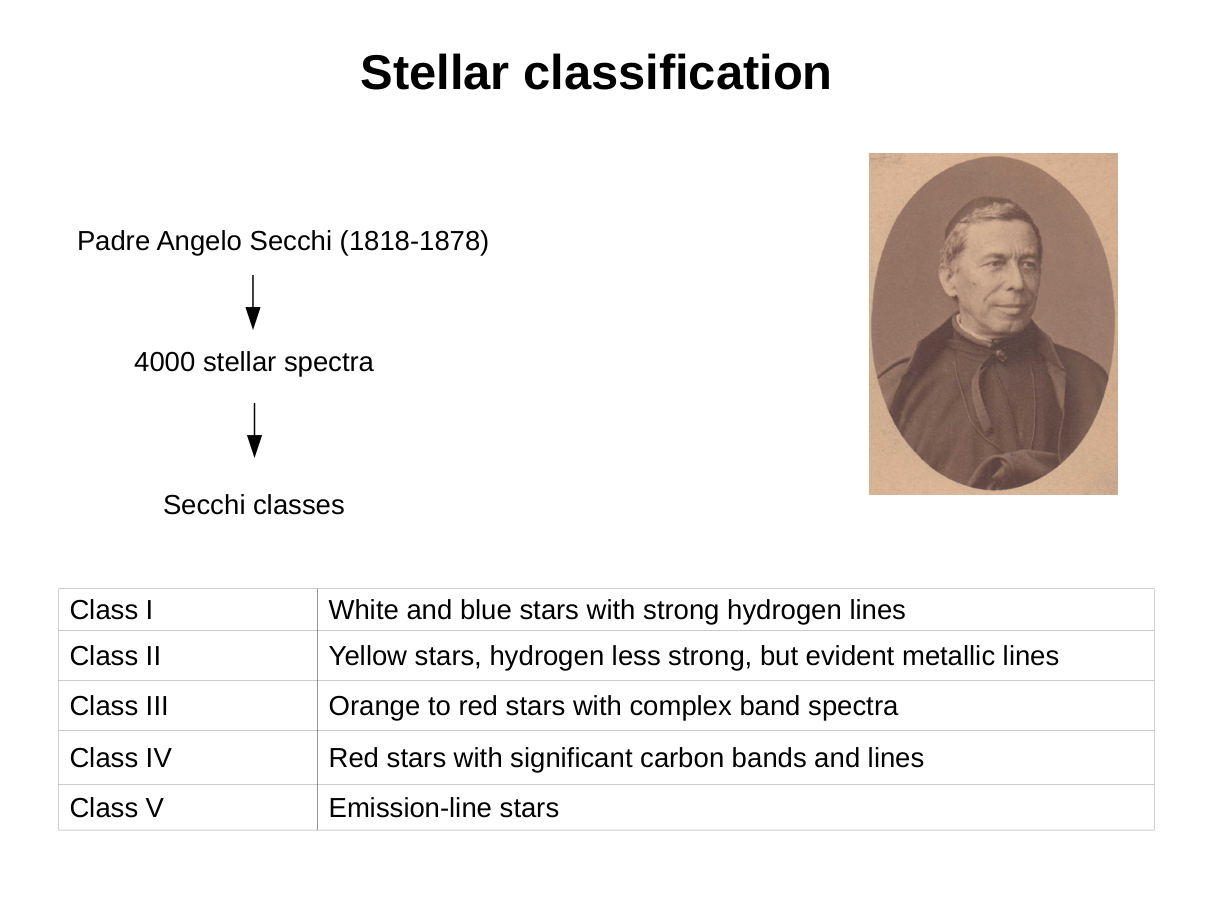 Stellar classification
Padre Angelo Secchi (1818-1878)
4000 stellar spectra
Secchi classes
Class I White and blue stars with strong hydrogen lines
Class II Yellow stars, hydrogen less strong, but evident metallic lines
Class III Orange to red stars with complex band spectra
Class IV Red stars with significant carbon bands and lines
Class V Emission-line stars